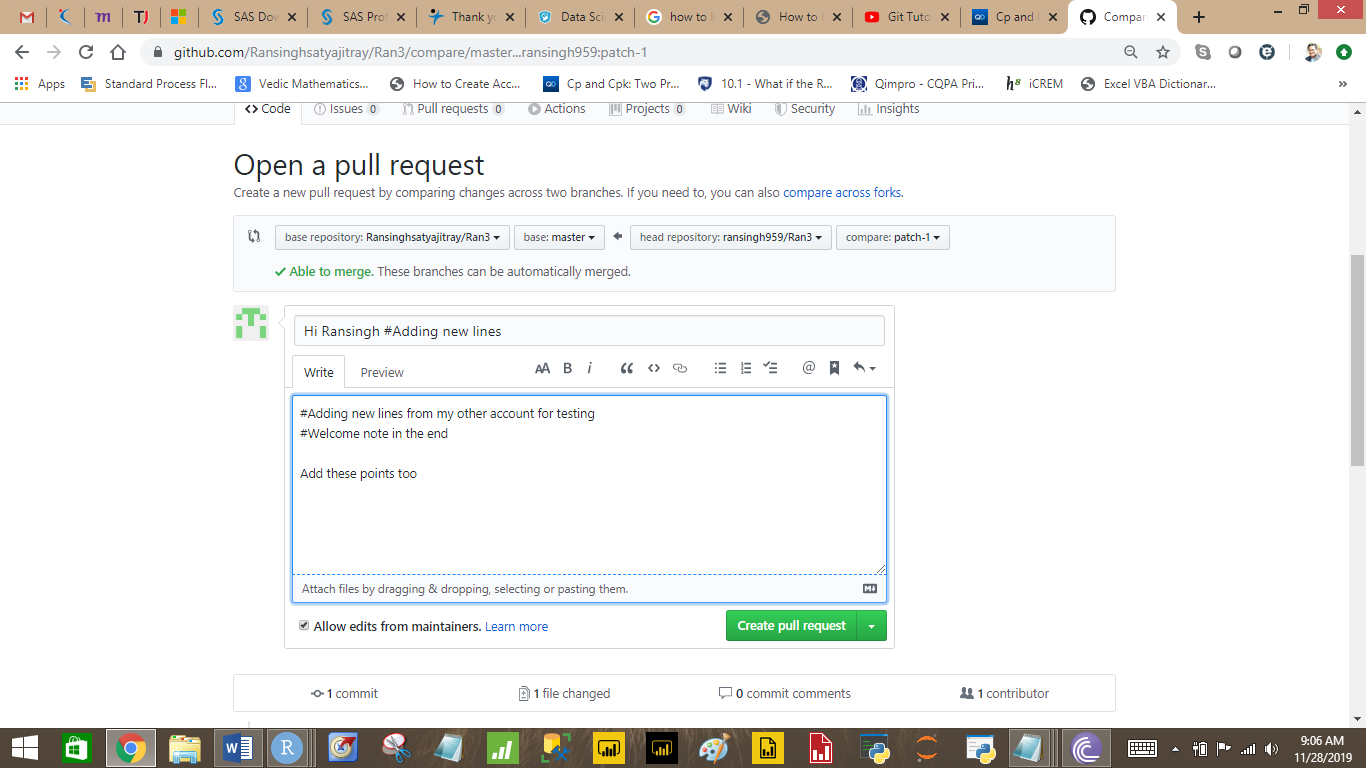 SAS Dov
SAS Prof
Thank yo
Data Scie
how to k
How to
Git Tuto
Cp and C
Compar
github.com/Ransinghsatyajitray/Ran3/compare/master...ransingh959:patch-1
Apps
Standard Process Fl...
Vedic Mathematics...
How to Create Acc...
Cp and Cpk: Two Pr...
10.1 - What if the R...
Qimpro - CQPA Pri...
iCREM
Excel VBA Dictionar...
»
Code
Issues 0
Pull requests 0
Actions
Projects 0
Wiki
Security
Insights
Open a pull request
Create a new pull request by comparing changes across two branches. If you need to, you can also compare across forks.
base repository: Ransinghsatyajitray/Ran3
base: master
head repository: ransingh959/Ran3
compare: patch-1
Able to merge. These branches can be automatically merged.
Hi Ransingh #Adding new lines
Write
Preview
AA B i
@
#Adding new lines from my other account for testing
#Welcome note in the end
Add these points too
Attach files by dragging & dropping, selecting or pasting them.
Allow edits from maintainers. Learn more
Create pull request
1 commit
1 file changed
0 commit comments
1 contributor
9:06 AM
11/28/2019